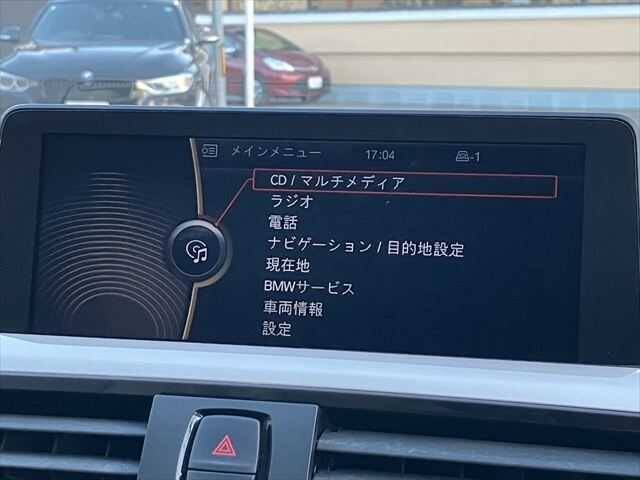 メインメニュー 17:04 -1
CD / マルチメディア
ラジオ
電話
ナビゲーション / 目的地設定
現在地
BMWサービス
車両情報
設定